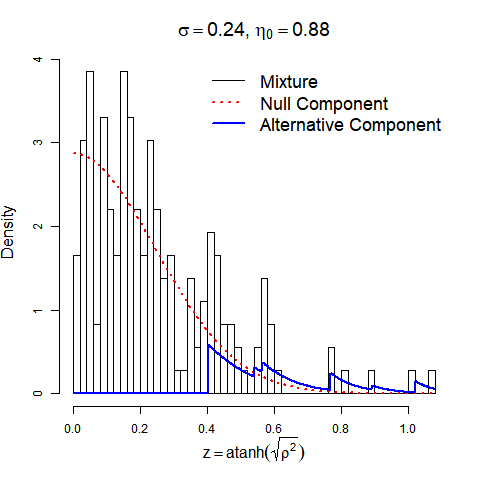 σ = 0.24, η₀ = 0.88
Mixture
Null Component
Alternative Component
Density
4
3
2
1
0
0.0 0.2 0.4 0.6 0.8 1.0
z = atanh(√ρ²)